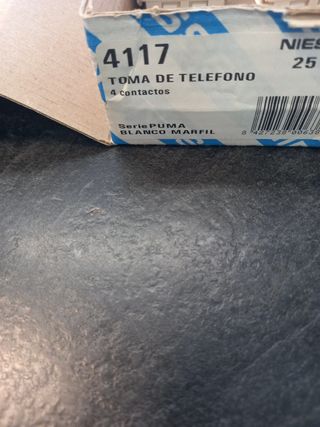 4117
NIES
25
TOMA DE TELEFONO
4 contactos
Serie PUMA
BLANCO MARFIL